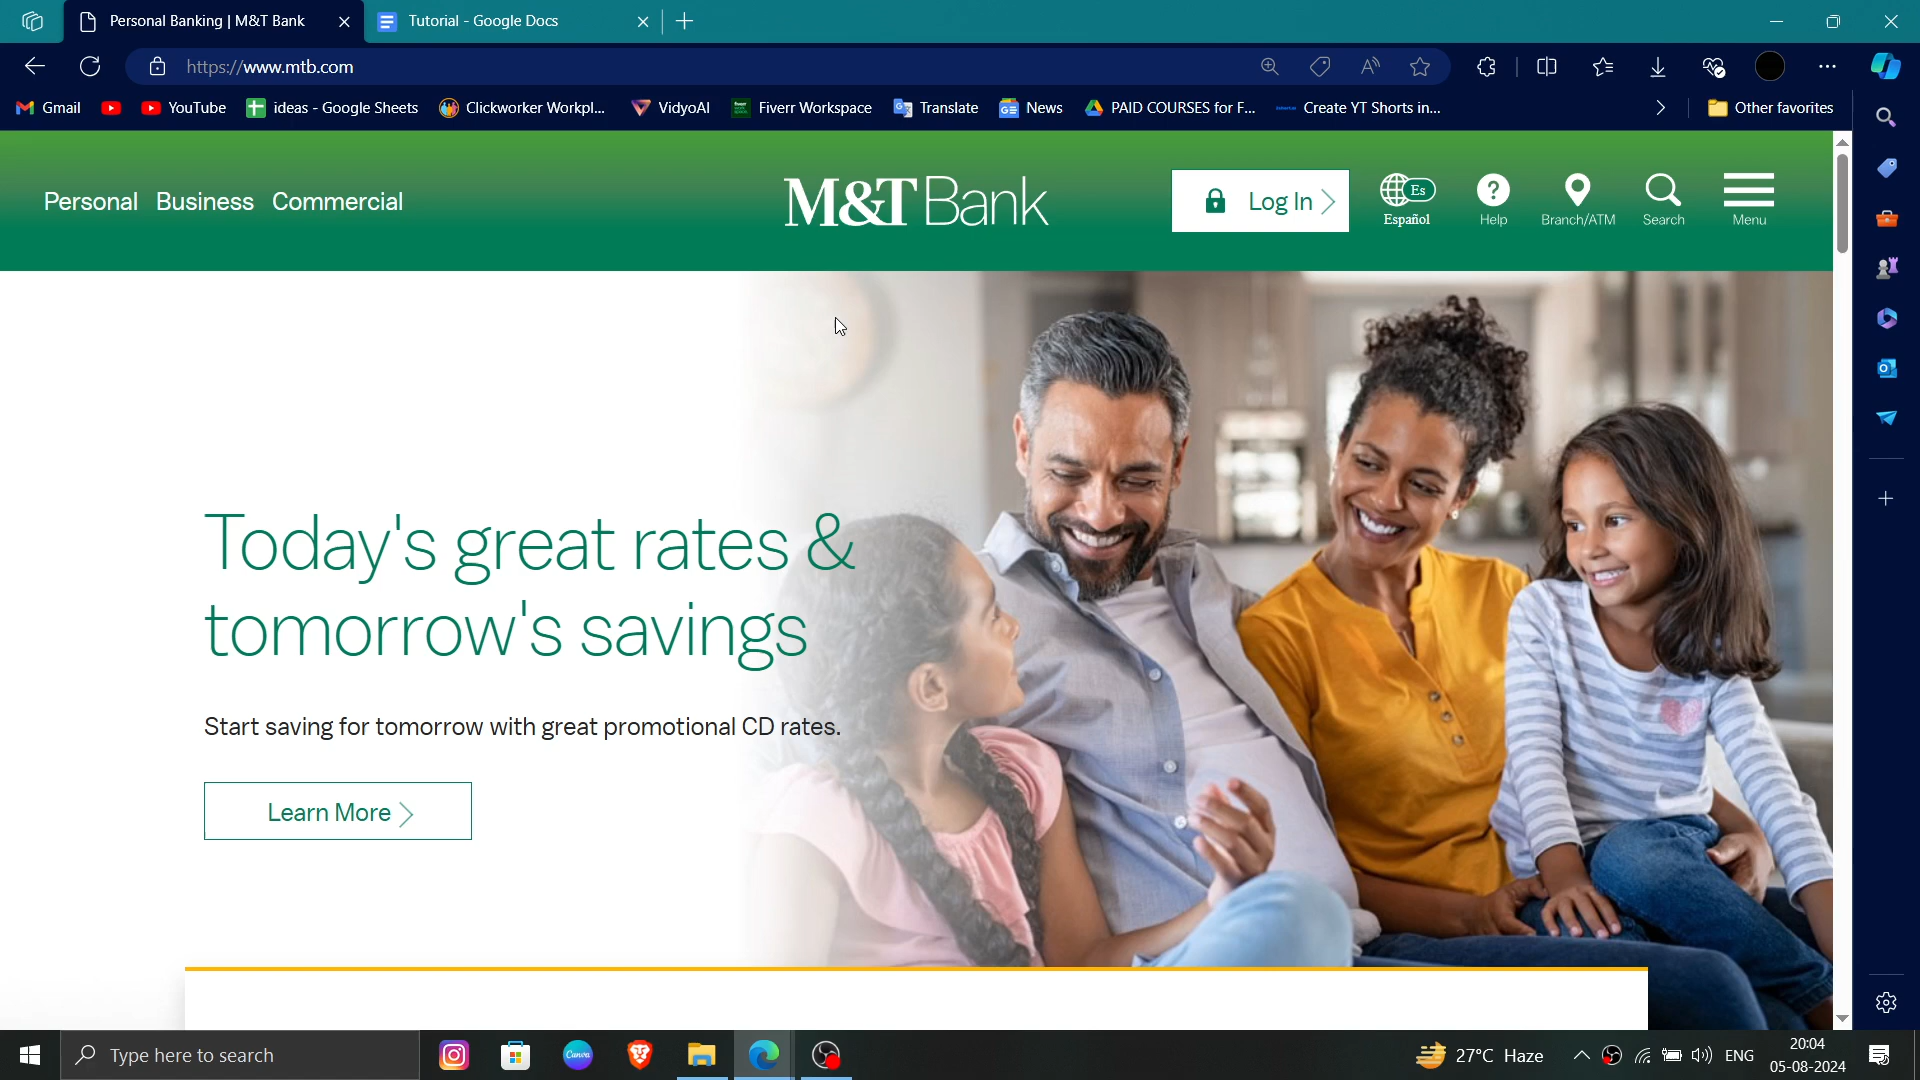 Personal Banking | M&T Bank
Tutorial - Google Docs
https://www.mtb.com
Gmail
YouTube
ideas - Google Sheets
Clickworker Workpl...
VidyoAI
Fiverr Workspace
Translate
News
PAID COURSES for F...
Create YT Shorts in...
Other favorites
Personal
Business
Commercial
M&T Bank
Log In
Es
Español
Help
Branch/ATM
Search
Menu
Today's great rates &
tomorrow's savings
Start saving for tomorrow with great promotional CD rates.
Learn More
Type here to search
Canva
27°C Haze
ENG
20:04
05-08-2024